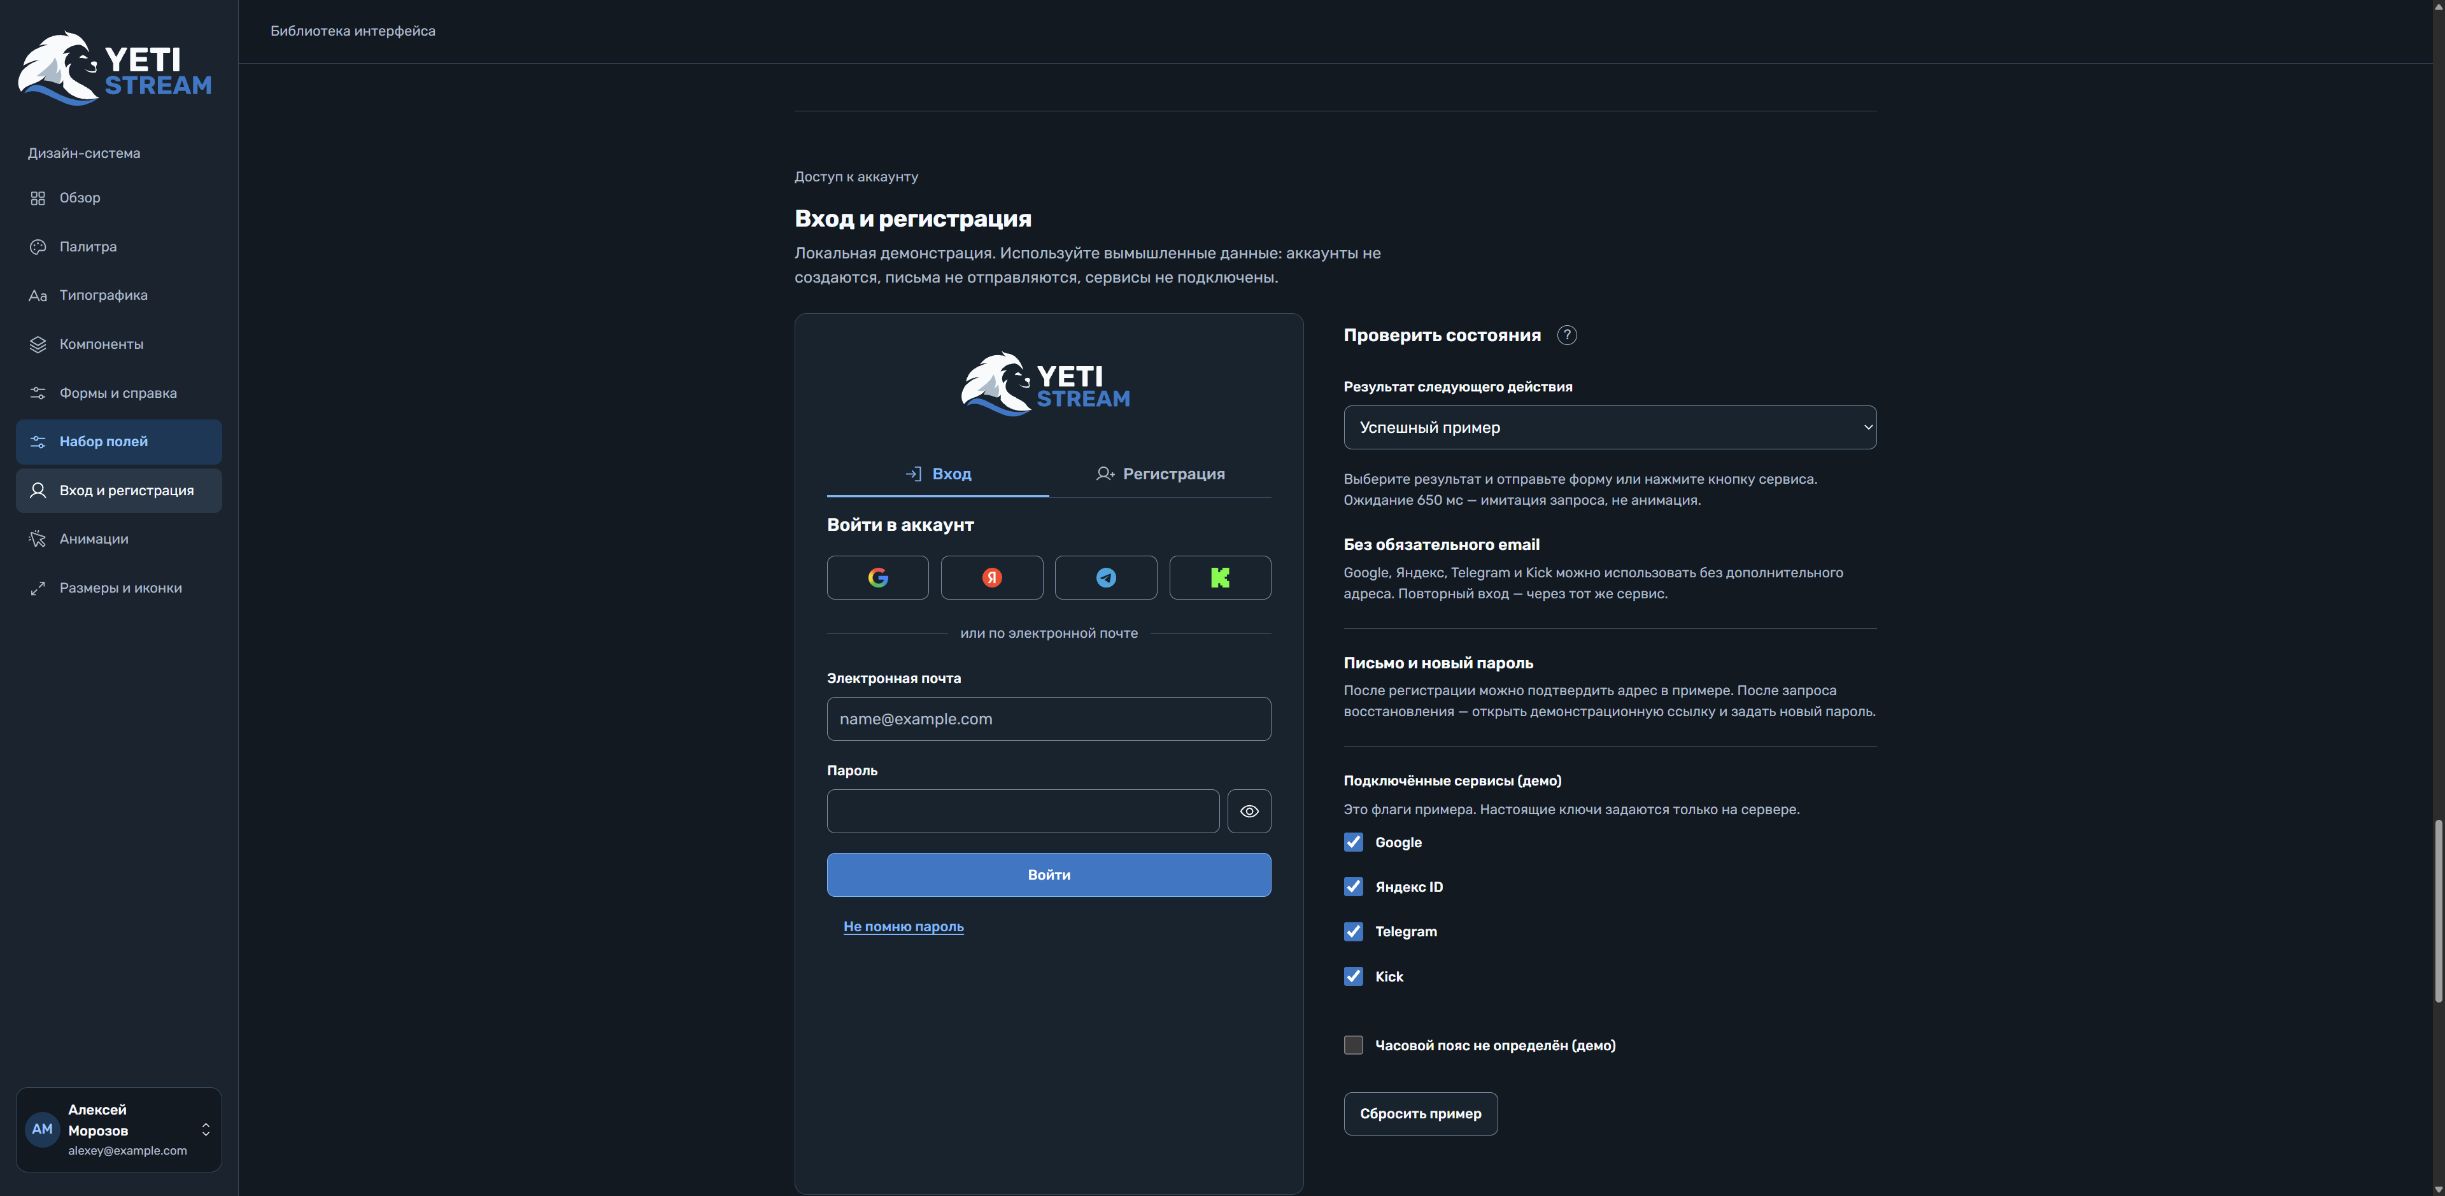 YETI
STREAM
Дизайн-система
Обзор
Палитра
Aa Типографика
Компоненты
Формы и справка
Набор полей
Вход и регистрация
Анимации
Размеры и иконки
АМ
Алексей
Морозов
alexey@example.com
Библиотека интерфейса
Доступ к аккаунту
Вход и регистрация
Локальная демонстрация. Используйте вымышленные данные: аккаунты не
создаются, письма не отправляются, сервисы не подключены.
YETI
STREAM
Вход
Регистрация
Войти в аккаунт
G
Я
K
или по электронной почте
Электронная почта
name@example.com
Пароль
Войти
Не помню пароль
Проверить состояния ?
Результат следующего действия
Успешный пример
Выберите результат и отправьте форму или нажмите кнопку сервиса.
Ожидание 650 мс — имитация запроса, не анимация.
Без обязательного email
Google, Яндекс, Telegram и Kick можно использовать без дополнительного
адреса. Повторный вход — через тот же сервис.
Письмо и новый пароль
После регистрации можно подтвердить адрес в примере. После запроса
восстановления — открыть демонстрационную ссылку и задать новый пароль.
Подключённые сервисы (демо)
Это флаги примера. Настоящие ключи задаются только на сервере.
Google
Яндекс ID
Telegram
Kick
Часовой пояс не определён (демо)
Сбросить пример